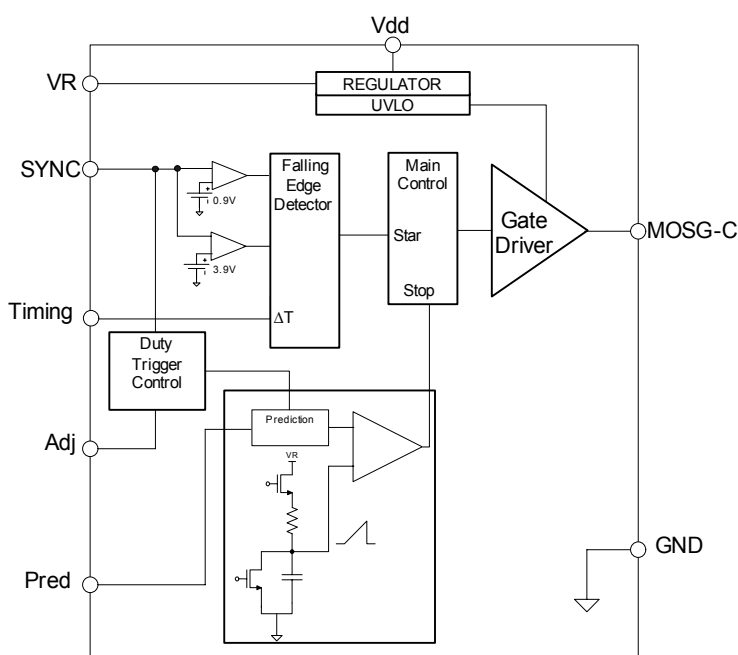 Vdd
VR
REGULATOR
UVLO
SYNC
Falling
Edge
Detector
Main
Control
0.9V
Gate
Driver
MOSG-C
Star
3.9V
Stop
Timing
ΔT
Duty
Trigger
Control
Prediction
Adj
VR
GND
Pred